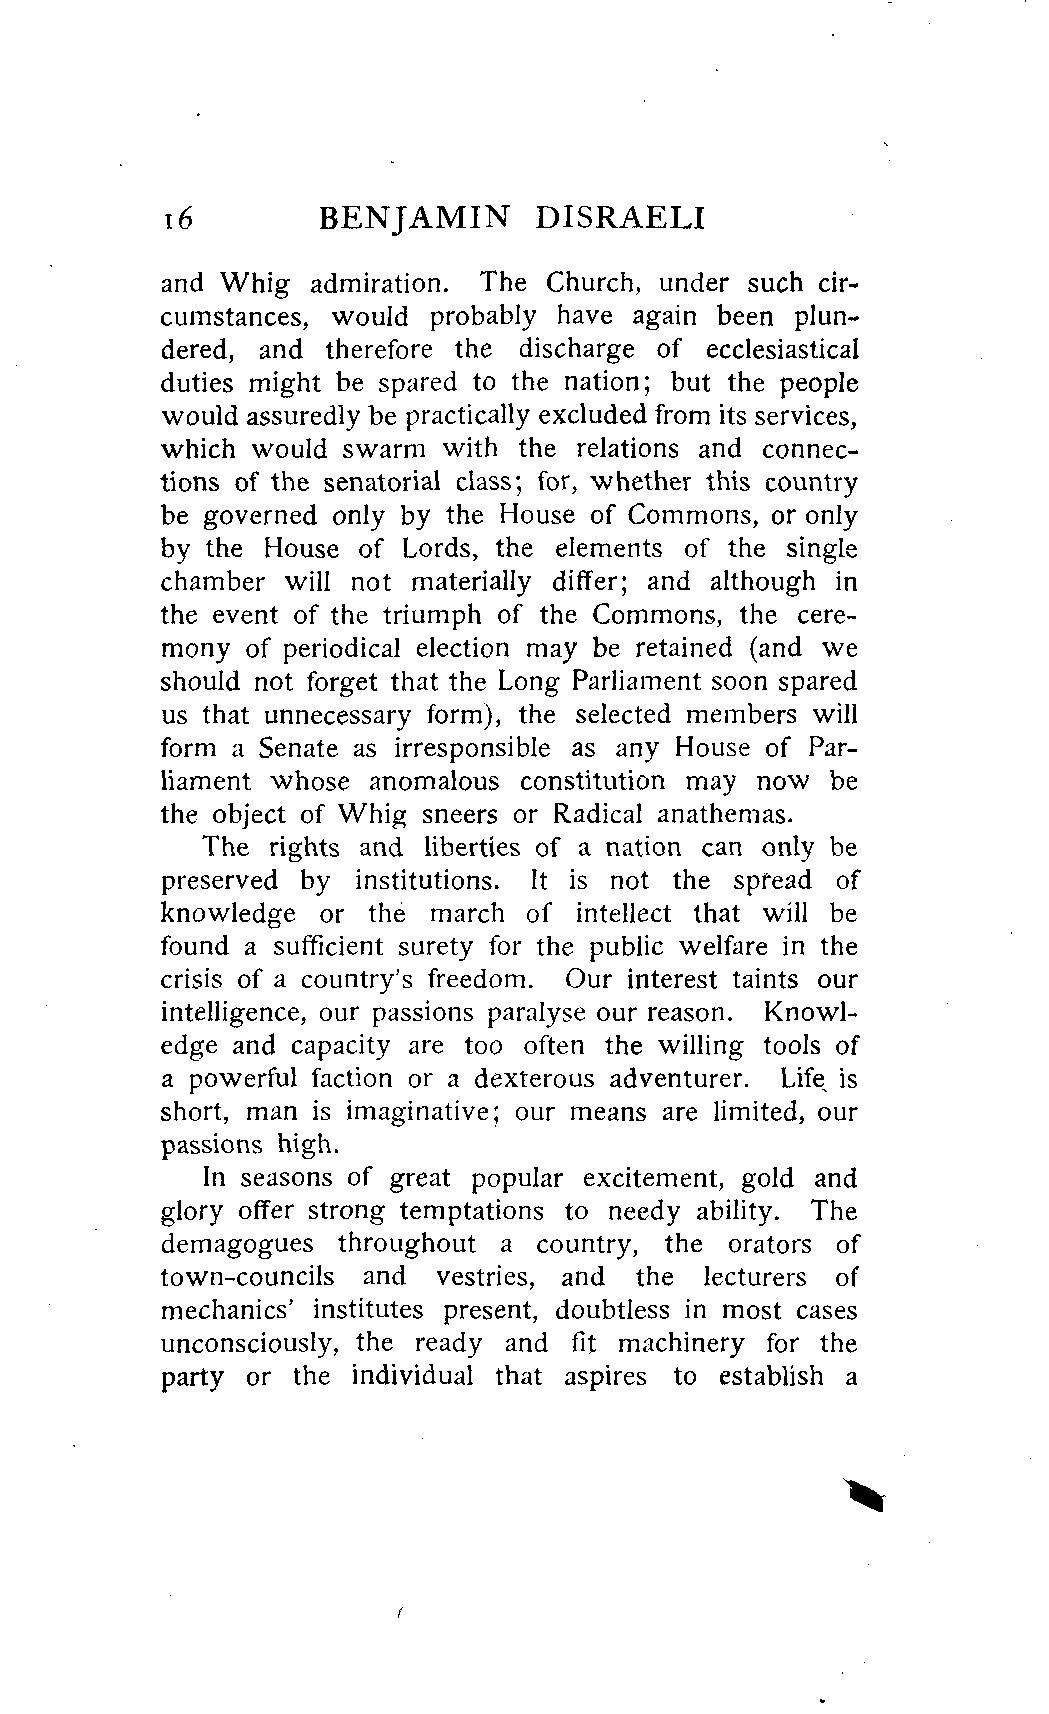 16 BENJAMIN DISRAELI
and Whig admiration. The Church, under such cir-
cumstances, would probably have again been plun-
dered, and therefore the discharge of ecclesiastical
duties might be spared to the nation; but the people
would assuredly be practically excluded from its services,
which would swarm with the relations and connec-
tions of the senatorial class; for, whether this country
be governed only by the House of Commons, or only
by the House of Lords, the elements of the single
chamber will not materially differ; and although in
the event of the triumph of the Commons, the cere-
mony of periodical election may be retained (and we
should not forget that the Long Parliament soon spared
us that unnecessary form), the selected members will
form a Senate as irresponsible as any House of Par-
liament whose anomalous constitution may now be
the object of Whig sneers or Radical anathemas.
The rights and liberties of a nation can only be
preserved by institutions. It is not the spread of
knowledge or the march of intellect that will be
found a sufficient surety for the public welfare in the
crisis of a country's freedom. Our interest taints our
intelligence, our passions paralyse our reason. Knowl-
edge and capacity are too often the willing tools of
a powerful faction or a dexterous adventurer. Life is
short, man is imaginative; our means are limited, our
passions high.
In seasons of great popular excitement, gold and
glory offer strong temptations to needy ability. The
demagogues throughout a country, the orators of
town-councils and vestries, and the lecturers of
mechanics' institutes present, doubtless in most cases
unconsciously, the ready and fit machinery for the
party or the individual that aspires to establish a